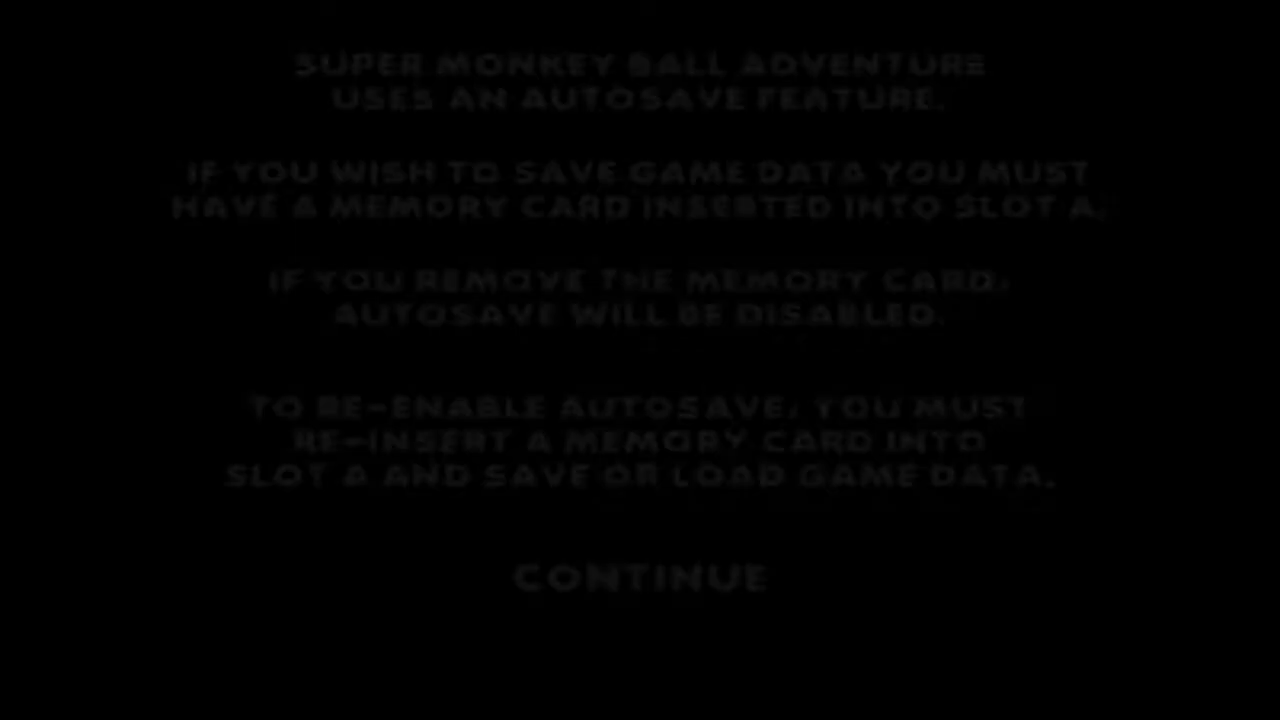 SUPER MONKEY BALL ADVENTURE
USES AN AUTOSAVE FEATURE.
IF YOU WISH TO SAVE GAME DATA YOU MUST
HAVE A MEMORY CARD INSERTED INTO SLOT A.
IF YOU REMOVE THE MEMORY CARD,
AUTOSAVE WILL BE DISABLED.
TO RE-ENABLE AUTOSAVE, YOU MUST
RE-INSERT A MEMORY CARD INTO
SLOT A AND SAVE OR LOAD GAME DATA.
CONTINUE